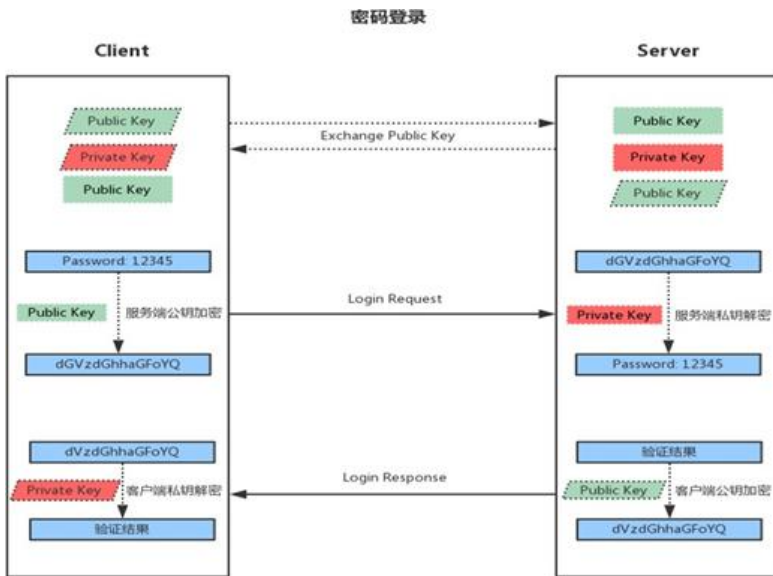 密码登录
Client
Server
Public Key
Private Key
Public Key
Exchange Public Key
Public Key
Private Key
Public Key
Password: 12345
Public Key
服务端公钥加密
dGVzdGhhaGFoYQ
Login Request
dGVzdGhhaGFoYQ
Private Key
服务端私钥解密
Password: 12345
dVzdGhhaGFoYQ
Private Key
客户端私钥解密
验证结果
Login Response
验证结果
Public Key
客户端公钥加密
dVzdGhhaGFoYQ